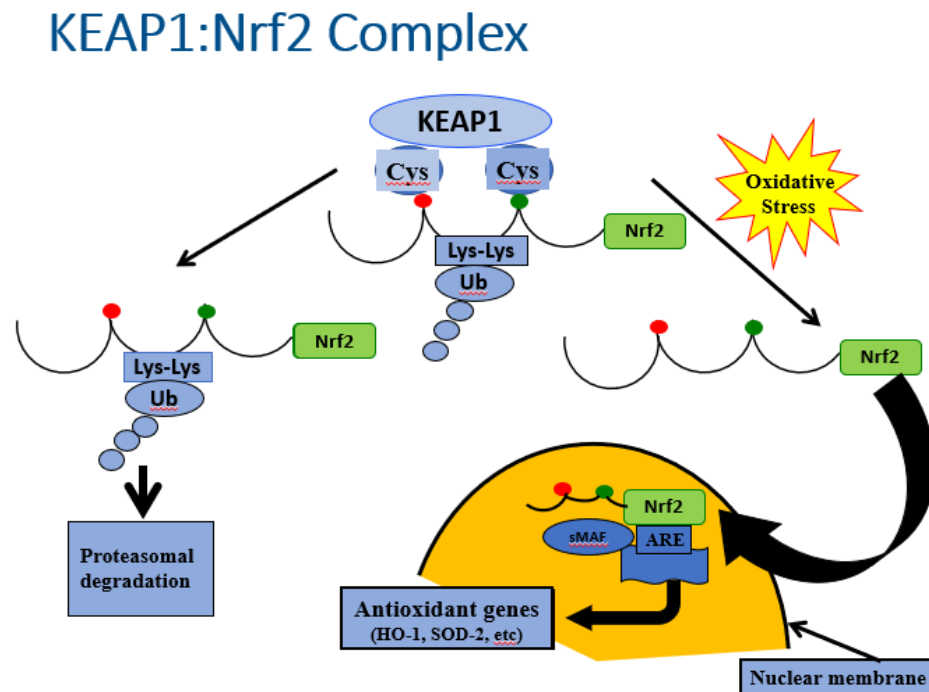 KEAP1:Nrf2 Complex
KEAP1
Cys
Cys
Oxidative
Stress
Nrf2
Lys-Lys
Ub
Nrf2
Lys-Lys
Ub
Nrf2
Proteasomal
degradation
Nrf2
sMAF
ARE
Antioxidant genes
(HO-1, SOD-2, etc)
Nuclear membrane